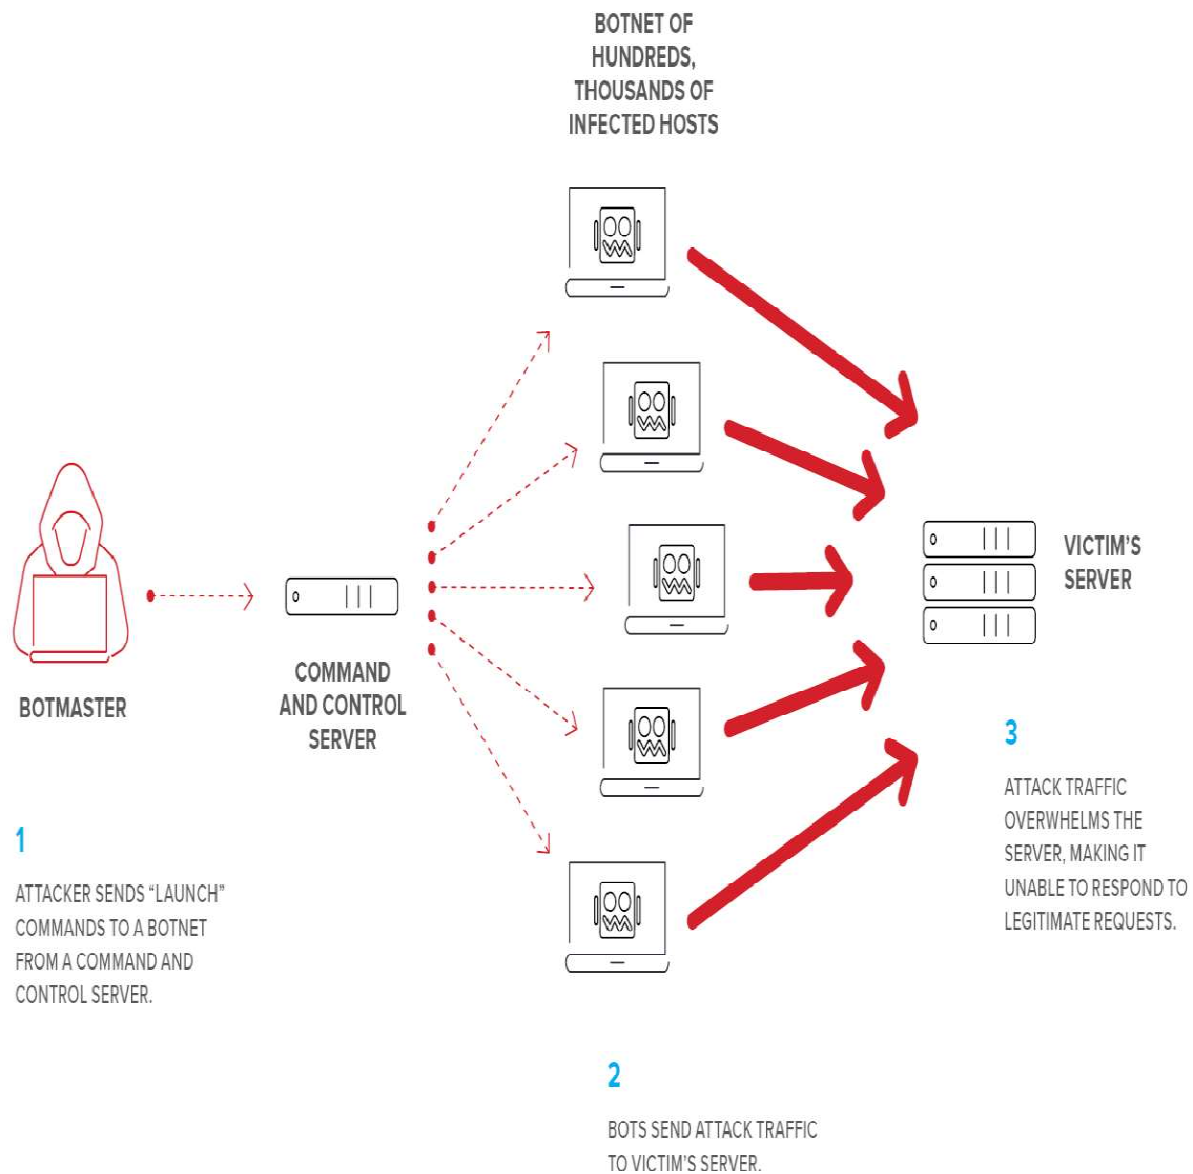 BOTNET OF
HUNDREDS,
THOUSANDS OF
INFECTED HOSTS
VICTIM'S
SERVER
COMMAND
AND CONTROL
SERVER
BOTMASTER
1
ATTACKER SENDS “LAUNCH”
COMMANDS TO A BOTNET
FROM A COMMAND AND
CONTROL SERVER.
2
BOTS SEND ATTACK TRAFFIC
TO VICTIM'S SERVER.
3
ATTACK TRAFFIC
OVERWHELMS THE
SERVER, MAKING IT
UNABLE TO RESPOND TO
LEGITIMATE REQUESTS.